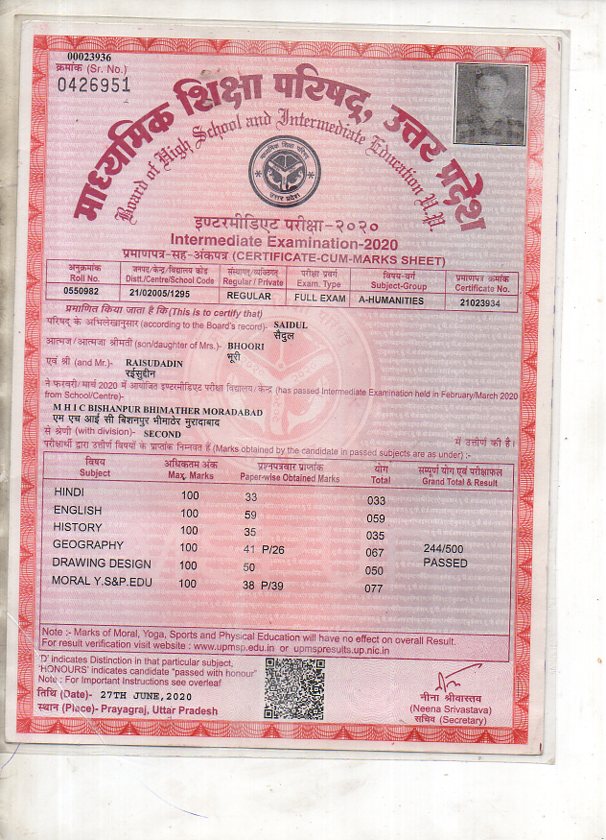 00023936
क्रमांक (Sr. No.)
0426951
माध्यमिक शिक्षा परिषद्, उत्तर प्रदेश
Board of High School and Intermediate Education U.P.
इण्टरमीडिएट परीक्षा-२०२०
Intermediate Examination-2020
प्रमाणपत्र-सह-अंकपत्र (CERTIFICATE-CUM-MARKS SHEET)
अनुक्रमांक जनपद/केन्द्र/विद्यालय कोड संस्थागत/व्यक्तिगत परीक्षा प्रवर्ग विषय-वर्ग प्रमाणपत्र क्रमांक
Roll No. Distt./Centre/School Code Regular / Private Exam. Type Subject-Group Certificate No.
0550982 21/02005/1295 REGULAR FULL EXAM A-HUMANITIES 21023934
प्रमाणित किया जाता है कि (This is to certify that)
परिषद् के अभिलेखानुसार (according to the Board's record)- SAIDUL
सैदुल
आत्मज / आत्मजा श्रीमती (son/daughter of Mrs.)- BHOORI
भूरी
एवं श्री (and Mr.)- RAISUDADIN
रईसुद्दीन
ने फरवरी/मार्च 2020 में आयोजित इण्टरमीडिएट परीक्षा विद्यालय/केन्द्र (has passed Intermediate Examination held in February/March 2020
from School/Centre)-
M H I C BISHANPUR BHIMATHER MORADABAD
एम एच आई सी बिशनपुर भीमाठेर मुरादाबाद
से श्रेणी (with division)- SECOND में उत्तीर्ण की है।
परीक्षार्थी द्वारा उत्तीर्ण विषयों के प्राप्तांक निम्नवत हैं (Marks obtained by the candidate in passed subjects are as under) :-
विषय अधिकतम अंक प्रश्नपत्रवार प्राप्तांक योग सम्पूर्ण योग एवं परीक्षाफल
Subject Max. Marks Paper-wise Obtained Marks Total Grand Total & Result
HINDI 100 33 033
ENGLISH 100 59 059
HISTORY 100 35 035
GEOGRAPHY 100 41 P/26 067 244/500
DRAWING DESIGN 100 50 050 PASSED
MORAL Y.S&P.EDU 100 38 P/39 077
Note :- Marks of Moral, Yoga, Sports and Physical Education will have no effect on overall Result.
For result verification visit website : www.upmsp.edu.in or upmspresults.up.nic.in
'D' indicates Distinction in that particular subject,
'HONOURS' indicates candidate "passed with honour"
Note : For Important Instructions see overleaf
तिथि (Date)- 27TH JUNE,2020
स्थान (Place)- Prayagraj, Uttar Pradesh
नीना श्रीवास्तव
(Neena Srivastava)
सचिव (Secretary)